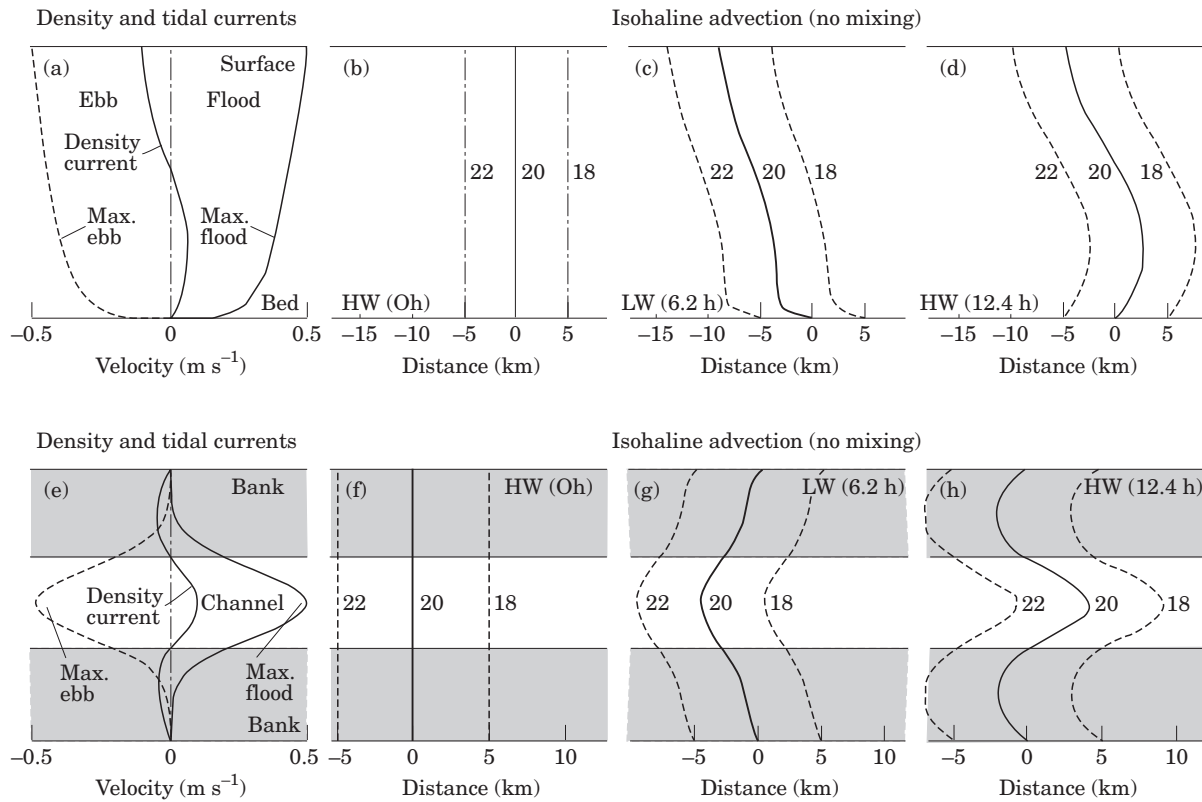 Density and tidal currents
Isohaline advection (no mixing)
(a)
Surface
Ebb
Flood
Density
current
Max.
ebb
Max.
flood
Bed
−0.5
0
0.5
Velocity (m s⁻¹)
(b)
22
20
18
HW (Oh)
−15
−10
−5
0
5
Distance (km)
(c)
22
20
18
LW (6.2 h)
−15
−10
−5
0
5
Distance (km)
(d)
22
20
18
HW (12.4 h)
−15
−10
−5
0
5
Distance (km)
Density and tidal currents
Isohaline advection (no mixing)
(e)
Bank
Density
current
Channel
Max.
ebb
Max.
flood
Bank
−0.5
0
0.5
Velocity (m s⁻¹)
(f)
HW (Oh)
22
20
18
−5
0
5
10
Distance (km)
(g)
LW (6.2 h)
22
20
18
−5
0
5
10
Distance (km)
(h)
HW (12.4 h)
22
20
18
−5
0
5
10
Distance (km)